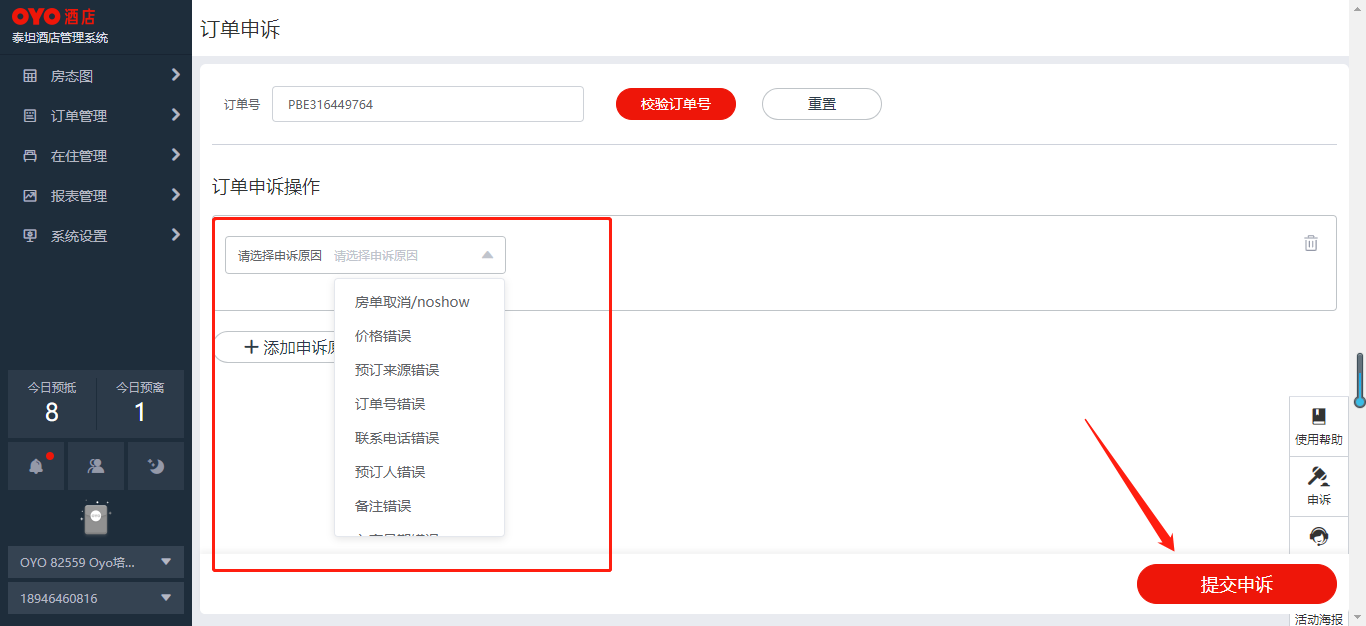 OYO 酒店
泰坦酒店管理系统
房态图
订单管理
在住管理
报表管理
系统设置
今日预抵
8
今日预离
1
OYO 82559 Oyo培...
18946460816
订单申诉
订单号
PBE316449764
校验订单号
重置
订单申诉操作
请选择申诉原因 请选择申诉原因
房单取消/noshow
价格错误
预订来源错误
订单号错误
联系电话错误
预订人错误
备注错误
添加申诉
使用帮助
申诉
提交申诉
活动海报